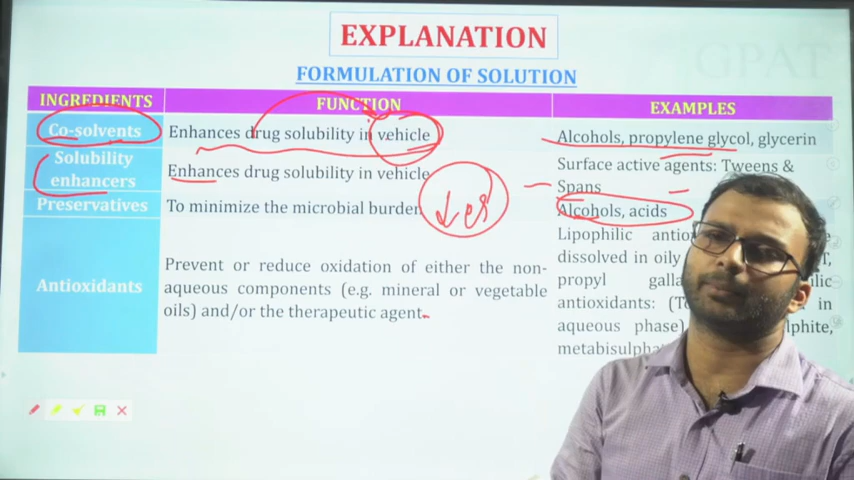 EXPLANATION
GPAT
FORMULATION OF SOLUTION
INGREDIENTS FUNCTION EXAMPLES
Co-solvents Enhances drug solubility in vehicle Alcohols, propylene glycol, glycerin
Solubility enhancers Enhances drug solubility in vehicle Surface active agents: Tweens &
Spans
Preservatives To minimize the microbial burden Alcohols, acids
Antioxidants
Prevent or reduce oxidation of either the non-
aqueous components (e.g. mineral or vegetable
oils) and/or the therapeutic agent.
Lipophilic
dissolved in oily
propyl
antioxidants: in
aqueous phase)